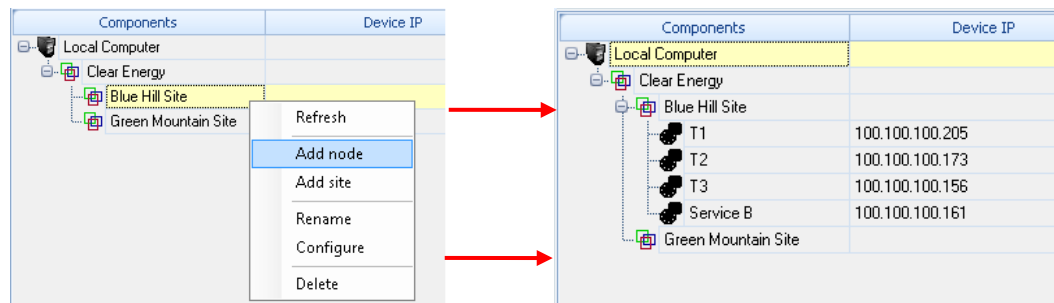 Components Device IP
Local Computer
Clear Energy
Blue Hill Site
Green Mountain Site
Refresh
Add node
Add site
Rename
Configure
Delete
Components Device IP
Local Computer
Clear Energy
Blue Hill Site
T1 100.100.100.205
T2 100.100.100.173
T3 100.100.100.156
Service B 100.100.100.161
Green Mountain Site